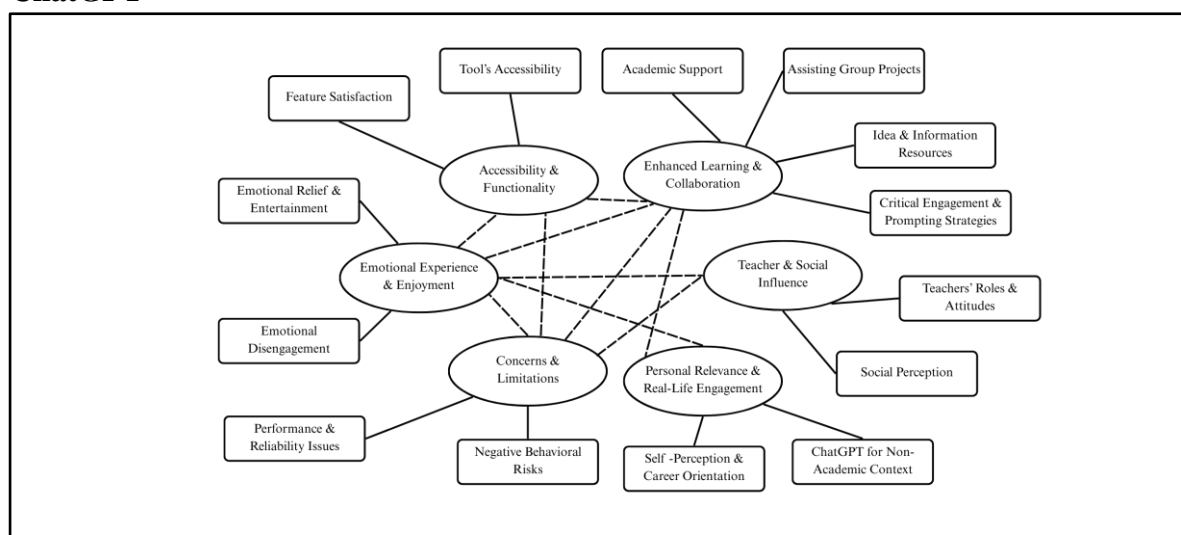 ChatGPT
Tool's Accessibility
Academic Support
Assisting Group Projects
Feature Satisfaction
Idea & Information
Resources
Accessibility &
Functionality
Enhanced Learning &
Collaboration
Emotional Relief &
Entertainment
Critical Engagement &
Prompting Strategies
Emotional Experience
& Enjoyment
Teacher & Social
Influence
Teachers' Roles &
Attitudes
Emotional
Disengagement
Concerns &
Limitations
Personal Relevance &
Real-Life Engagement
Social Perception
Performance &
Reliability Issues
Negative Behavioral
Risks
Self -Perception &
Career Orientation
ChatGPT for Non-
Academic Context